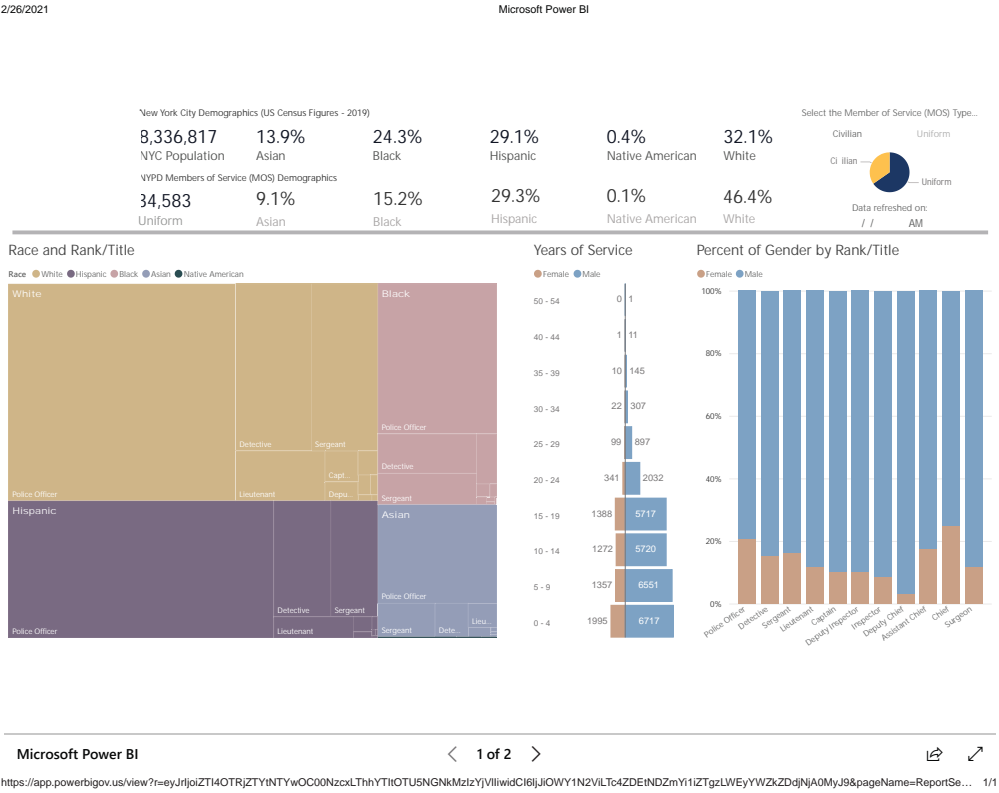 2/26/2021 Microsoft Power BI
New York City Demographics (US Census Figures - 2019)
Select the Member of Service (MOS) Type...
8,336,817 13.9% 24.3% 29.1% 0.4% 32.1%
NYC Population Asian Black Hispanic Native American White
Civilian Uniform
Ci ilian
Uniform
NYPD Members of Service (MOS) Demographics
34,583 9.1% 15.2% 29.3% 0.1% 46.4%
Uniform Asian Black Hispanic Native American White
Data refreshed on:
/ / AM
Race and Rank/Title
Race White Hispanic Black Asian Native American
White
Police Officer
Detective
Sergeant
Lieutenant
Capt...
Depu...
Black
Police Officer
Detective
Sergeant
Hispanic
Police Officer
Detective
Sergeant
Lieutenant
Asian
Police Officer
Sergeant
Dete...
Lieu...
Years of Service
Female Male
50 - 54 0 1
40 - 44 1 11
35 - 39 10 145
30 - 34 22 307
25 - 29 99 897
20 - 24 341 2032
15 - 19 1388 5717
10 - 14 1272 5720
5 - 9 1357 6551
0 - 4 1995 6717
Percent of Gender by Rank/Title
Female Male
100%
80%
60%
40%
20%
0%
Police Officer
Detective
Sergeant
Lieutenant
Captain
Deputy Inspector
Inspector
Deputy Chief
Assistant Chief
Chief
Surgeon
Microsoft Power BI 1 of 2
1/1